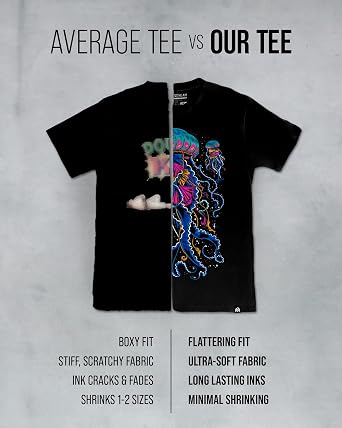 AVERAGE TEE VS OUR TEE
BOXY FIT
FLATTERING FIT
STIFF, SCRATCHY FABRIC
ULTRA-SOFT FABRIC
INK CRACKS & FADES
LONG LASTING INKS
SHRINKS 1-2 SIZES
MINIMAL SHRINKING